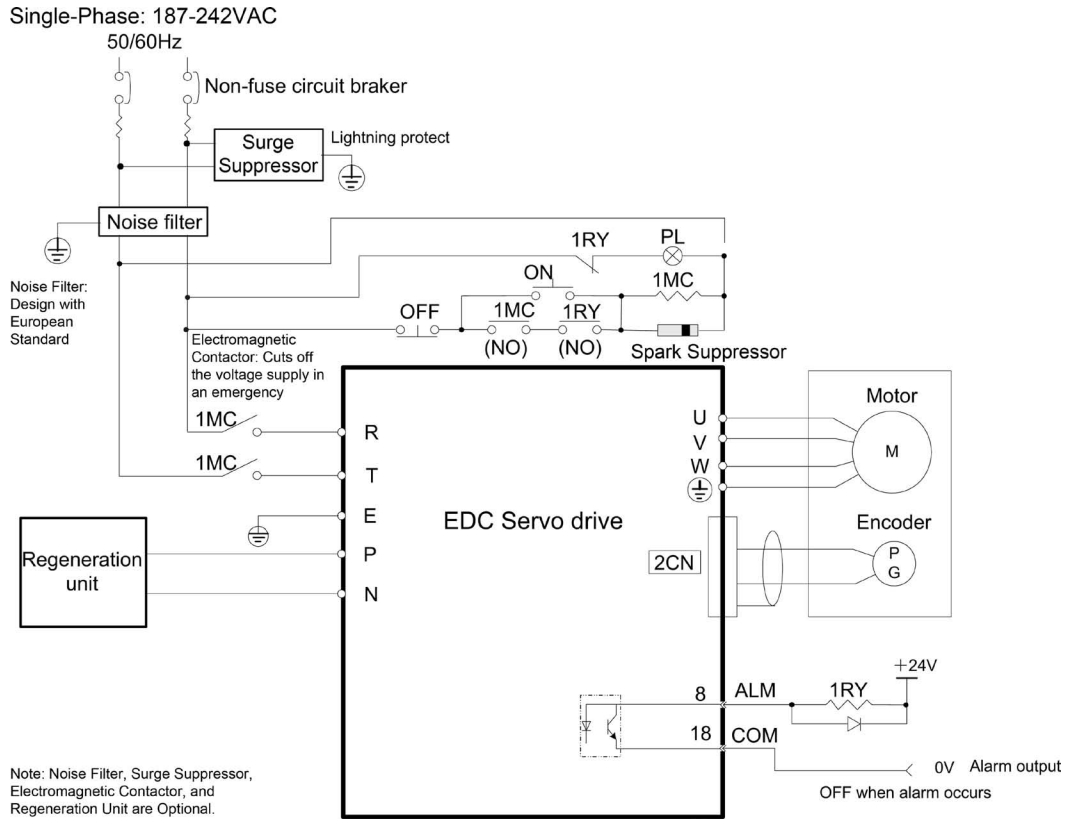 Single-Phase: 187-242VAC
50/60Hz
Non-fuse circuit braker
Surge
Suppressor
Lightning protect
Noise filter
Noise Filter:
Design with
European
Standard
1RY
PL
ON
1MC
OFF
1MC
1RY
(NO)
(NO)
Spark Suppressor
Electromagnetic
Contactor: Cuts off
the voltage supply in
an emergency
1MC
R
1MC
T
E
P
N
Regeneration
unit
EDC Servo drive
U
V
W
Motor
M
Encoder
P
G
2CN
+24V
8
ALM
1RY
18
COM
0V
Alarm output
OFF when alarm occurs
Note: Noise Filter, Surge Suppressor,
Electromagnetic Contactor, and
Regeneration Unit are Optional.